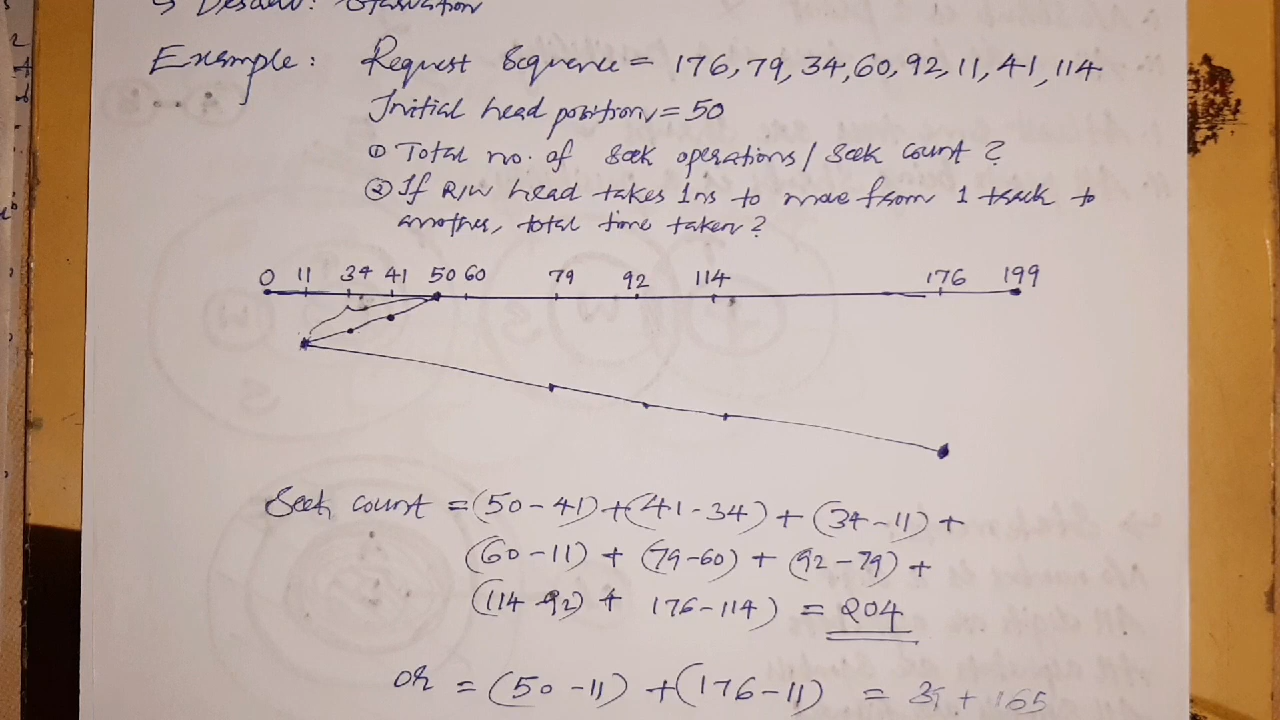 Example: Request Sequence = 176, 79, 34, 60, 92, 11, 41, 114
Initial head position = 50
① Total no. of seek operations / seek count ?
② If R/W head takes 1ns to move from 1 track to
another, total time taken ?
0 11 34 41 50 60 79 92 114 176 199
Seek count = (50-41) + (41-34) + (34-11) +
(60-11) + (79-60) + (92-79) +
(114-92) + 176-114) = 204
or = (50-11) + (176-11) = 39 + 165